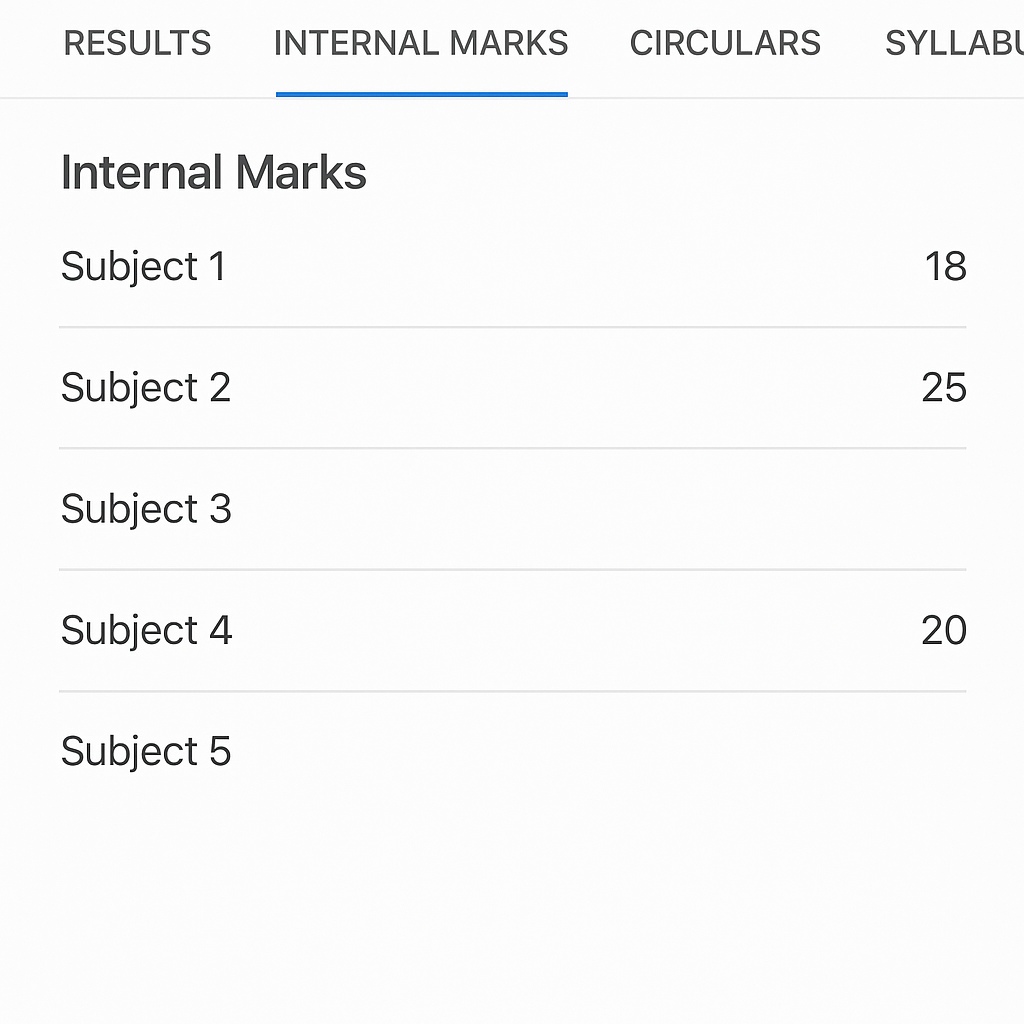 RESULTS INTERNAL MARKS CIRCULARS SYLLABU
Internal Marks
Subject 1 18
Subject 2 25
Subject 3
Subject 4 20
Subject 5